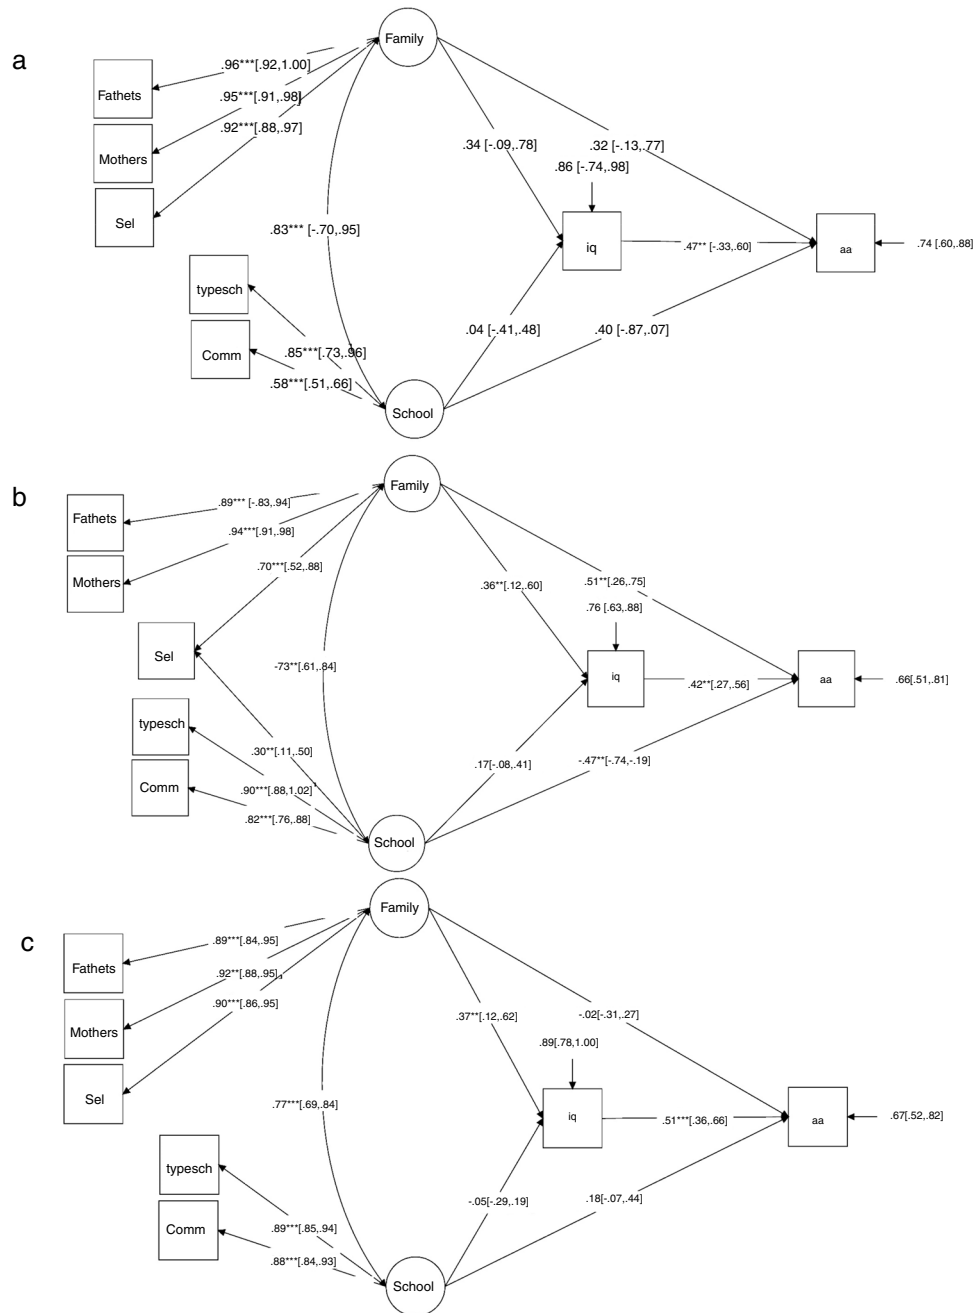 a
Family
.96***[.92,1.00]
Fathets
.95***[.91,.98]
Mothers
.92***[.88,.97]
Sel
.34 [-.09,.78]
.32 [-.13,.77]
.86 [-.74,.98]
.83*** [-.70,.95]
iq
.47** [-.33,.60]
aa
.74 [.60,.88]
typesch
.04 [-.41,.48]
.40 [-.87,.07]
.85***[.73,.96]
Comm
.58***[.51,.66]
School
b
Family
.89*** [-.83,.94]
Fathets
.94***[.91,.98]
Mothers
.70***[.52,.88]
.36**[.12,.60]
.51**[.26,.75]
.76 [.63,.88]
Sel
-73**[.61,.84]
iq
.42**[.27,.56]
aa
.66[.51,.81]
typesch
.30**[.11,.50]
.17[-.08,.41]
-.47**[-.74,-.19]
Comm
.90***[.88,1.02]
.82***[.76,.88]
School
c
Family
.89***[.84,.95]
Fathets
.92**[.88,.95]
.90***[.86,.95]
Mothers
.37**[.12,.62]
-.02[-.31,.27]
.89[.78,1.00]
Sel
.77***[.69,.84]
iq
.51***[.36,.66]
aa
.67[.52,.82]
typesch
-.05[-.29,.19]
.18[-.07,.44]
Comm
.89***[.85,.94]
.88***[.84,.93]
School